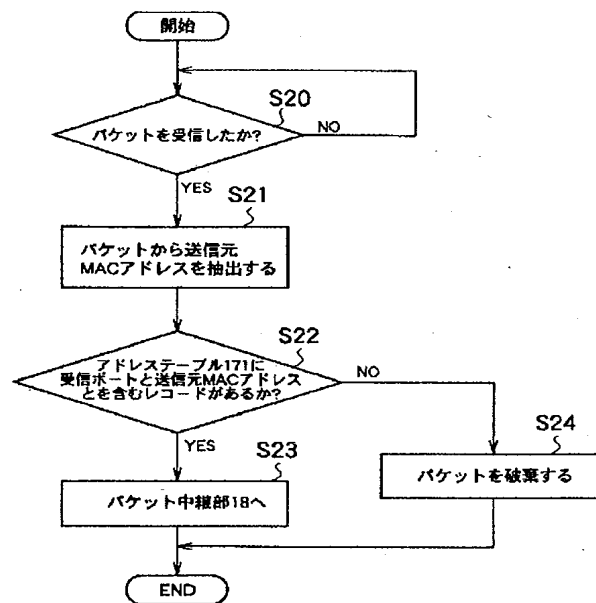 開始
S20
パケットを受信したか?
NO
YES
S21
パケットから送信元
MACアドレスを抽出する
S22
アドレステーブル171に
受信ポートと送信元MACアドレス
とを含むレコードがあるか?
NO
YES
S23
パケット中継部18へ
S24
パケットを破棄する
END